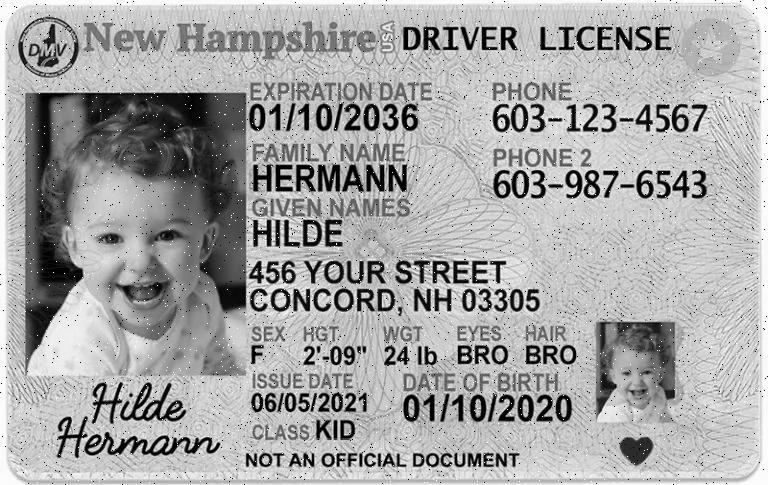 DMV New Hampshire USA DRIVER LICENSE
EXPIRATION DATE PHONE
01/10/2036 603-123-4567
FAMILY NAME PHONE 2
HERMANN 603-987-6543
GIVEN NAMES
HILDE
456 YOUR STREET
CONCORD, NH 03305
SEX HGT WGT EYES HAIR
F 2'-09" 24 lb BRO BRO
ISSUE DATE DATE OF BIRTH
06/05/2021 01/10/2020
CLASS KID
NOT AN OFFICIAL DOCUMENT
Hilde
Hermann